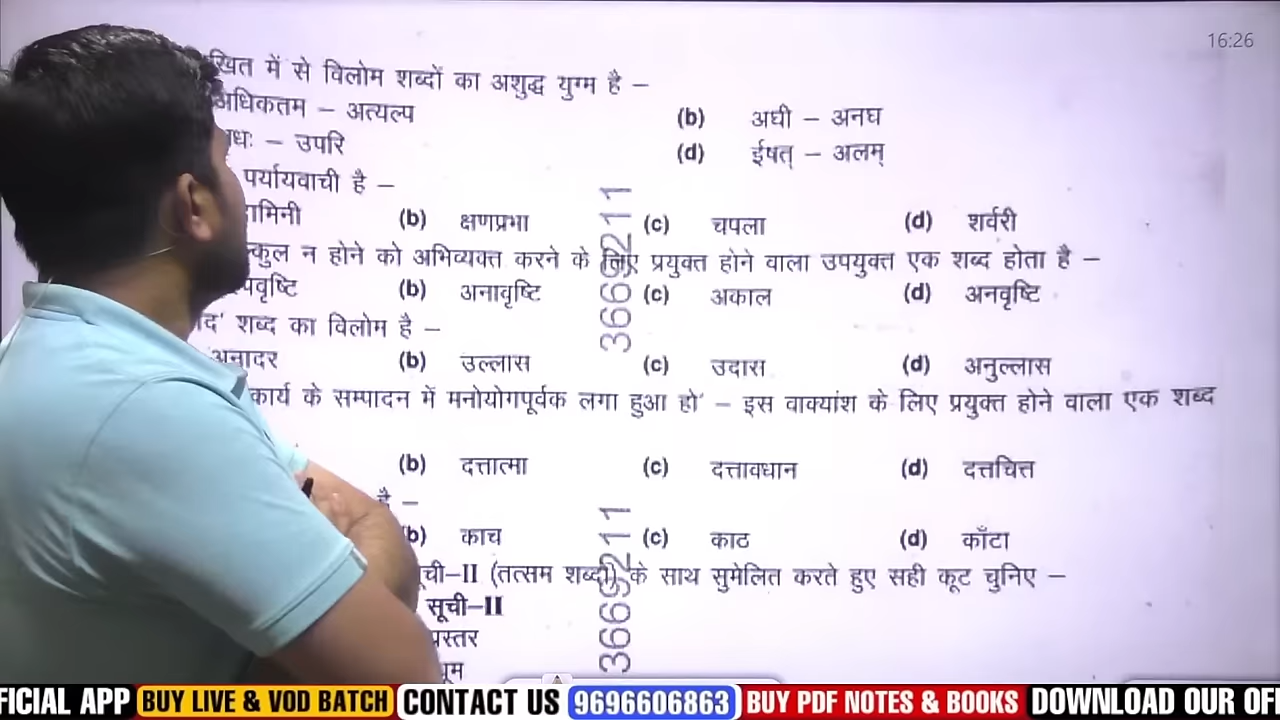 16:26
में से विलोम शब्दों का अशुद्ध युग्म है –
अधिकतम – अत्यल्प (b) अघी – अनघ
– उपरि (d) ईषत् – अलम्
पर्यायवाची है –
(b) क्षणप्रभा (c) चपला (d) शर्वरी
न होने को अभिव्यक्त करने के लिए प्रयुक्त होने वाला उपयुक्त एक शब्द होता है –
(b) अनावृष्टि (c) अकाल (d) अनवृष्टि
शब्द का विलोम है –
अनादर (b) उल्लास (c) उदास (d) अनुल्लास
कार्य के सम्पादन में मनोयोगपूर्वक लगा हुआ हो' – इस वाक्यांश के लिए प्रयुक्त होने वाला एक शब्द
(b) दत्तात्मा (c) दत्तावधान (d) दत्तचित्त
है –
(b) काच (c) काठ (d) काँटा
–II (तत्सम शब्दों) के साथ सुमेलित करते हुए सही कूट चुनिए –
सूची–II
प्रस्तर
3669211
3669211
FICIAL APP BUY LIVE & VOD BATCH CONTACT US 9696606863 BUY PDF NOTES & BOOKS DOWNLOAD OUR OF